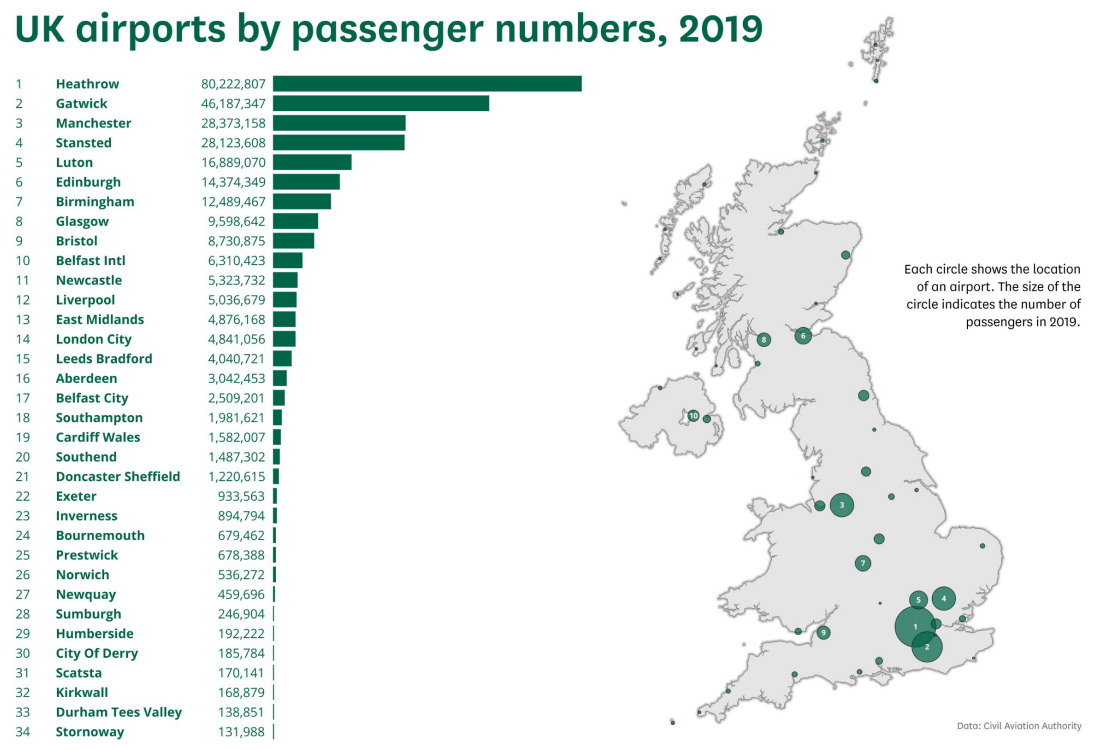 UK airports by passenger numbers, 2019
1 Heathrow 80,222,807
2 Gatwick 46,187,347
3 Manchester 28,373,158
4 Stansted 28,123,608
5 Luton 16,889,070
6 Edinburgh 14,374,349
7 Birmingham 12,489,467
8 Glasgow 9,598,642
9 Bristol 8,730,875
10 Belfast Intl 6,310,423
11 Newcastle 5,323,732
12 Liverpool 5,036,679
13 East Midlands 4,876,168
14 London City 4,841,056
15 Leeds Bradford 4,040,721
16 Aberdeen 3,042,453
17 Belfast City 2,509,201
18 Southampton 1,981,621
19 Cardiff Wales 1,582,007
20 Southend 1,487,302
21 Doncaster Sheffield 1,220,615
22 Exeter 933,563
23 Inverness 894,794
24 Bournemouth 679,462
25 Prestwick 678,388
26 Norwich 536,272
27 Newquay 459,696
28 Sumburgh 246,904
29 Humberside 192,222
30 City Of Derry 185,784
31 Scatsta 170,141
32 Kirkwall 168,879
33 Durham Tees Valley 138,851
34 Stornoway 131,988
Each circle shows the location
of an airport. The size of the
circle indicates the number of
passengers in 2019.
6
8
10
3
7
5
4
1
9
2
Data: Civil Aviation Authority